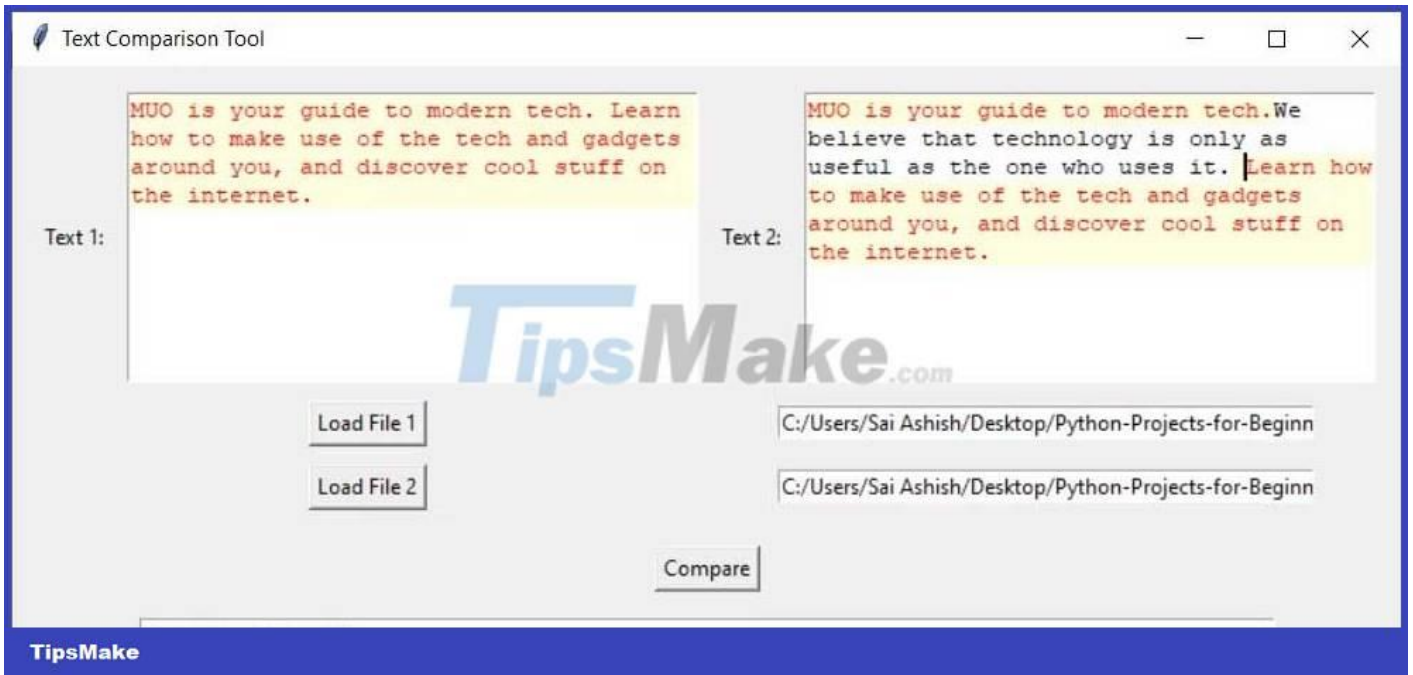 Text Comparison Tool
Text 1:
MUO is your guide to modern tech. Learn
how to make use of the tech and gadgets
around you, and discover cool stuff on
the internet.
Text 2:
MUO is your guide to modern tech.We
believe that technology is only as
useful as the one who uses it. Learn how
to make use of the tech and gadgets
around you, and discover cool stuff on
the internet.
TipsMake.com
Load File 1
C:/Users/Sai Ashish/Desktop/Python-Projects-for-Beginn
Load File 2
C:/Users/Sai Ashish/Desktop/Python-Projects-for-Beginn
Compare
TipsMake